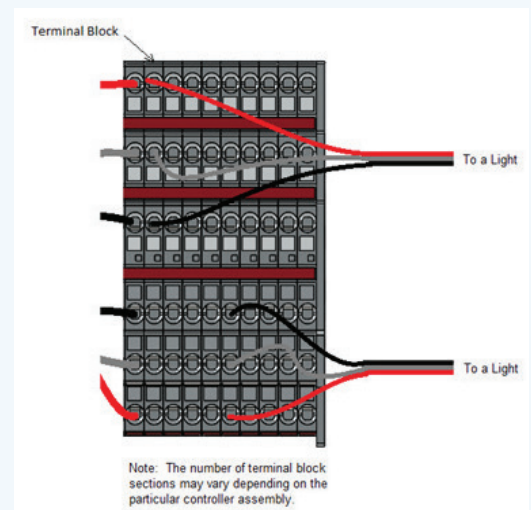 Terminal Block
To a Light
To a Light
Note:  The number of terminal block
sections may vary depending on the
particular controller assembly.